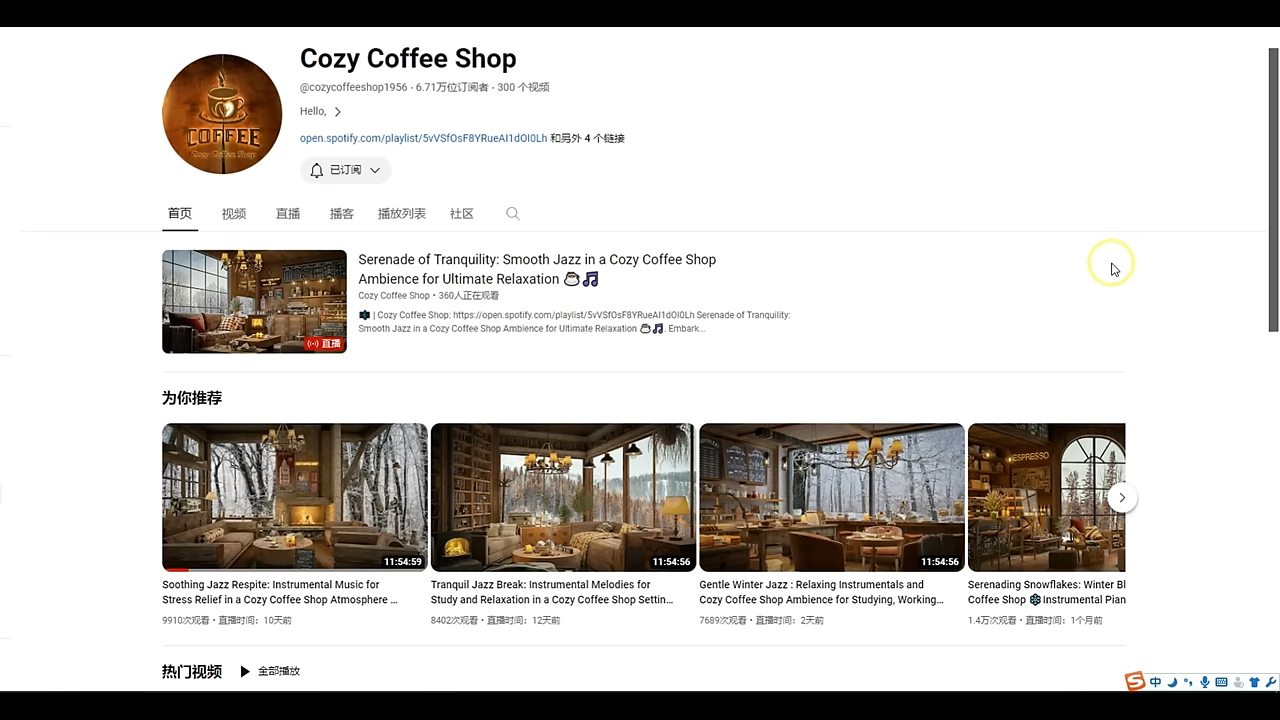 Cozy Coffee Shop
@cozycoffeeshop1956 · 6.71万位订阅者 · 300 个视频
Hello,
open.spotify.com/playlist/5vVSfOsF8YRueAI1dOI0Lh 和另外 4 个链接
已订阅
首页 视频 直播 播客 播放列表 社区
COFFEE
Cozy Coffee Shop
Serenade of Tranquility: Smooth Jazz in a Cozy Coffee Shop
Ambience for Ultimate Relaxation ☕🎵
Cozy Coffee Shop • 360人正在观看
| Cozy Coffee Shop: https://open.spotify.com/playlist/5vVSfOsF8YRueAI1dOI0Lh Serenade of Tranquility:
Smooth Jazz in a Cozy Coffee Shop Ambience for Ultimate Relaxation ☕🎵 Embark...
直播
为你推荐
11:54:59
11:54:56
11:54:56
ESPRESSO
Soothing Jazz Respite: Instrumental Music for
Stress Relief in a Cozy Coffee Shop Atmosphere ...
9910次观看 • 直播时间：10天前
Tranquil Jazz Break: Instrumental Melodies for
Study and Relaxation in a Cozy Coffee Shop Settin...
8402次观看 • 直播时间：12天前
Gentle Winter Jazz : Relaxing Instrumentals and
Cozy Coffee Shop Ambience for Studying, Working...
7689次观看 • 直播时间：2天前
Serenading Snowflakes: Winter Bl
Coffee Shop ❄Instrumental Pian
1.4万次观看 • 直播时间：1个月前
热门视频 ▶ 全部播放
中